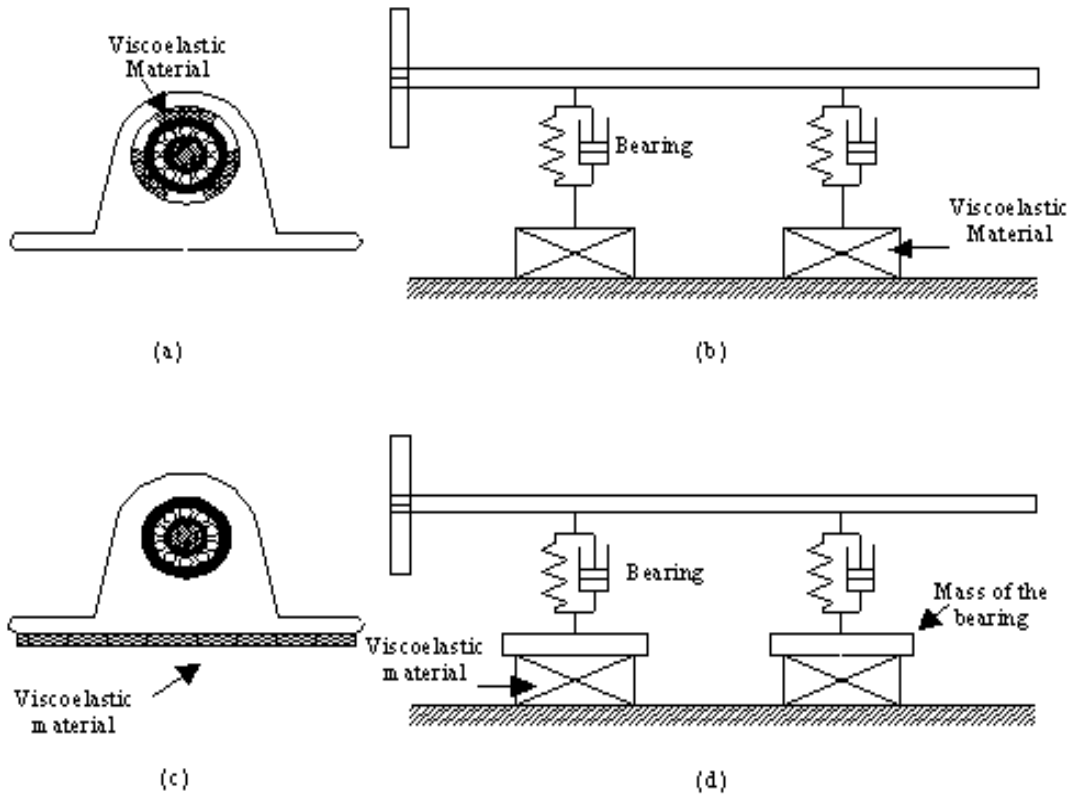 Viscoelastic
Material
Bearing
Viscoelastic
Material
(a)
(b)
Bearing
Mass of the
bearing
Viscoelastic
material
Viscoelastic
material
(c)
(d)